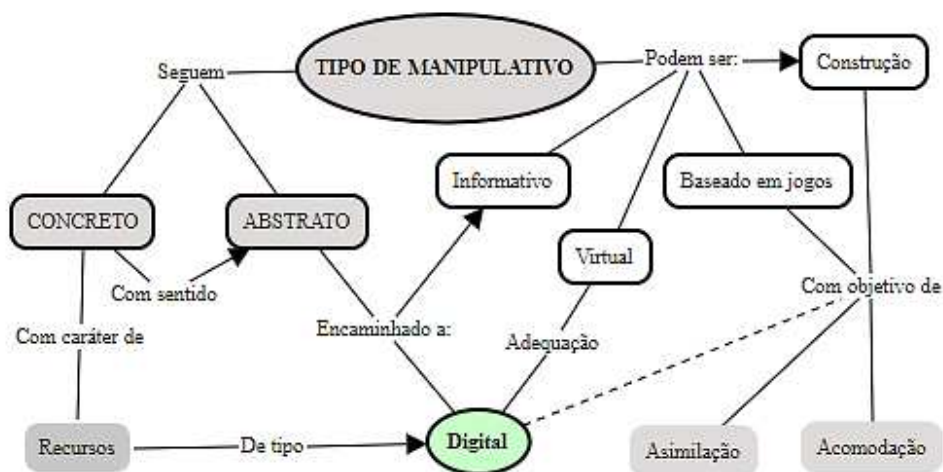 Seguem
TIPO DE MANIPULATIVO
Podem ser:
Construção
CONCRETO
ABSTRATO
Informativo
Baseado em jogos
Virtual
Com sentido
Com objetivo de
Com caráter de
Encaminhado a:
Adequação
Recursos
De tipo
Digital
Asimilação
Acomodação